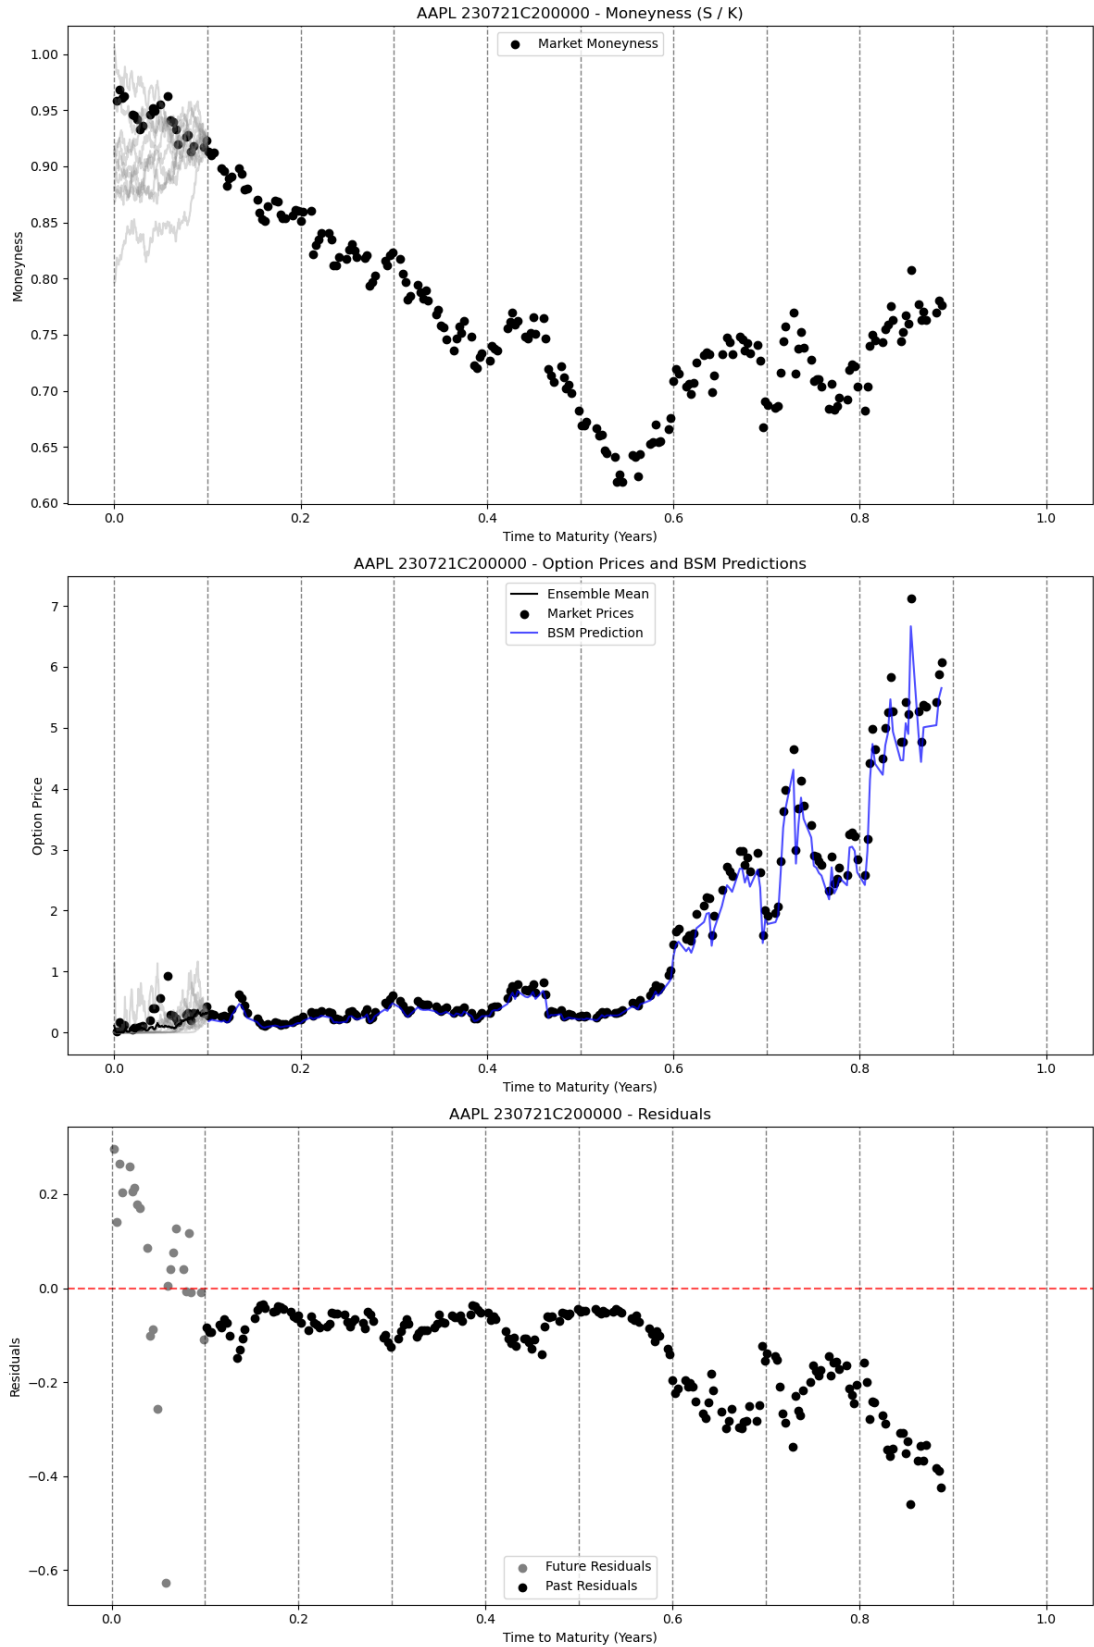 AAPL 230721C200000 - Moneyness (S / K)
Market Moneyness
1.00
0.95
0.90
0.85
0.80
0.75
0.70
0.65
0.60
Moneyness
0.0 0.2 0.4 0.6 0.8 1.0
Time to Maturity (Years)
AAPL 230721C200000 - Option Prices and BSM Predictions
Ensemble Mean
Market Prices
BSM Prediction
7
6
5
4
3
2
1
0
Option Price
0.0 0.2 0.4 0.6 0.8 1.0
Time to Maturity (Years)
AAPL 230721C200000 - Residuals
0.2
0.0
−0.2
−0.4
−0.6
Residuals
Future Residuals
Past Residuals
0.0 0.2 0.4 0.6 0.8 1.0
Time to Maturity (Years)